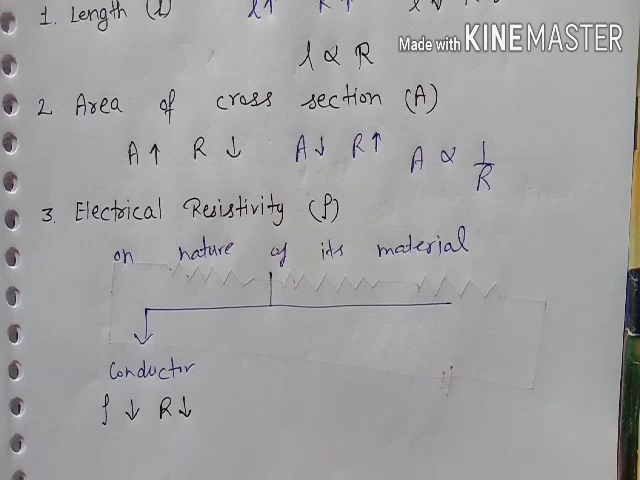 1. Length (l) l↑ R↑ l↓
Made with KINEMASTER
l ∝ R
2 Area of cross section (A)
A↑ R↓ A↓ R↑ A ∝ 1/R
3. Electrical Resistivity (ρ)
on nature of its material
Conductor
ρ↓ R↓